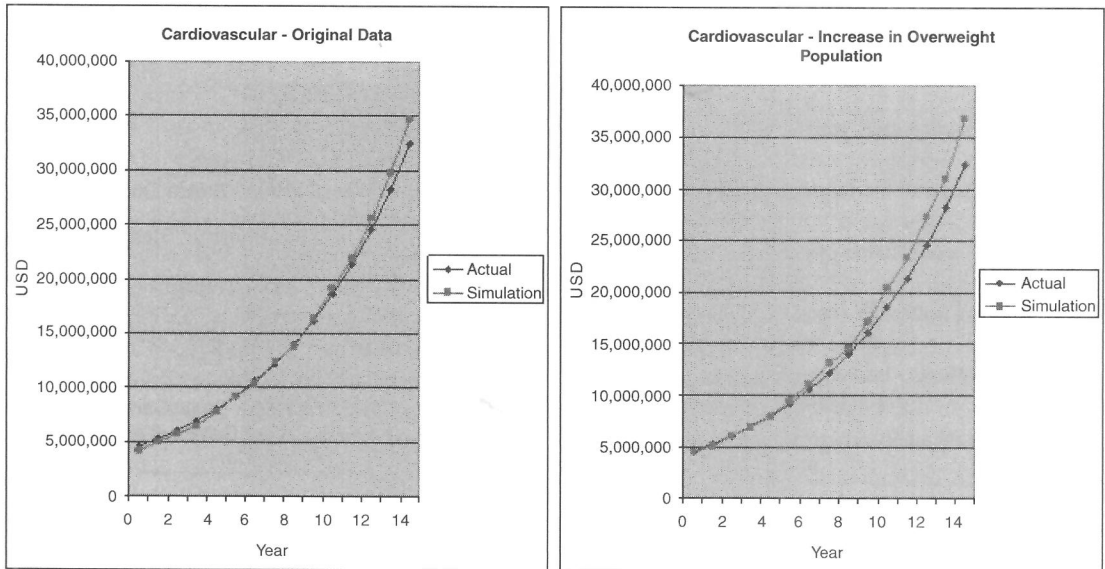 Cardiovascular - Original Data
40,000,000
35,000,000
30,000,000
25,000,000
20,000,000
15,000,000
10,000,000
5,000,000
0
USD
0 2 4 6 8 10 12 14
Year
Actual
Simulation
Cardiovascular - Increase in Overweight
Population
40,000,000
35,000,000
30,000,000
25,000,000
20,000,000
15,000,000
10,000,000
5,000,000
0
USD
0 2 4 6 8 10 12 14
Year
Actual
Simulation